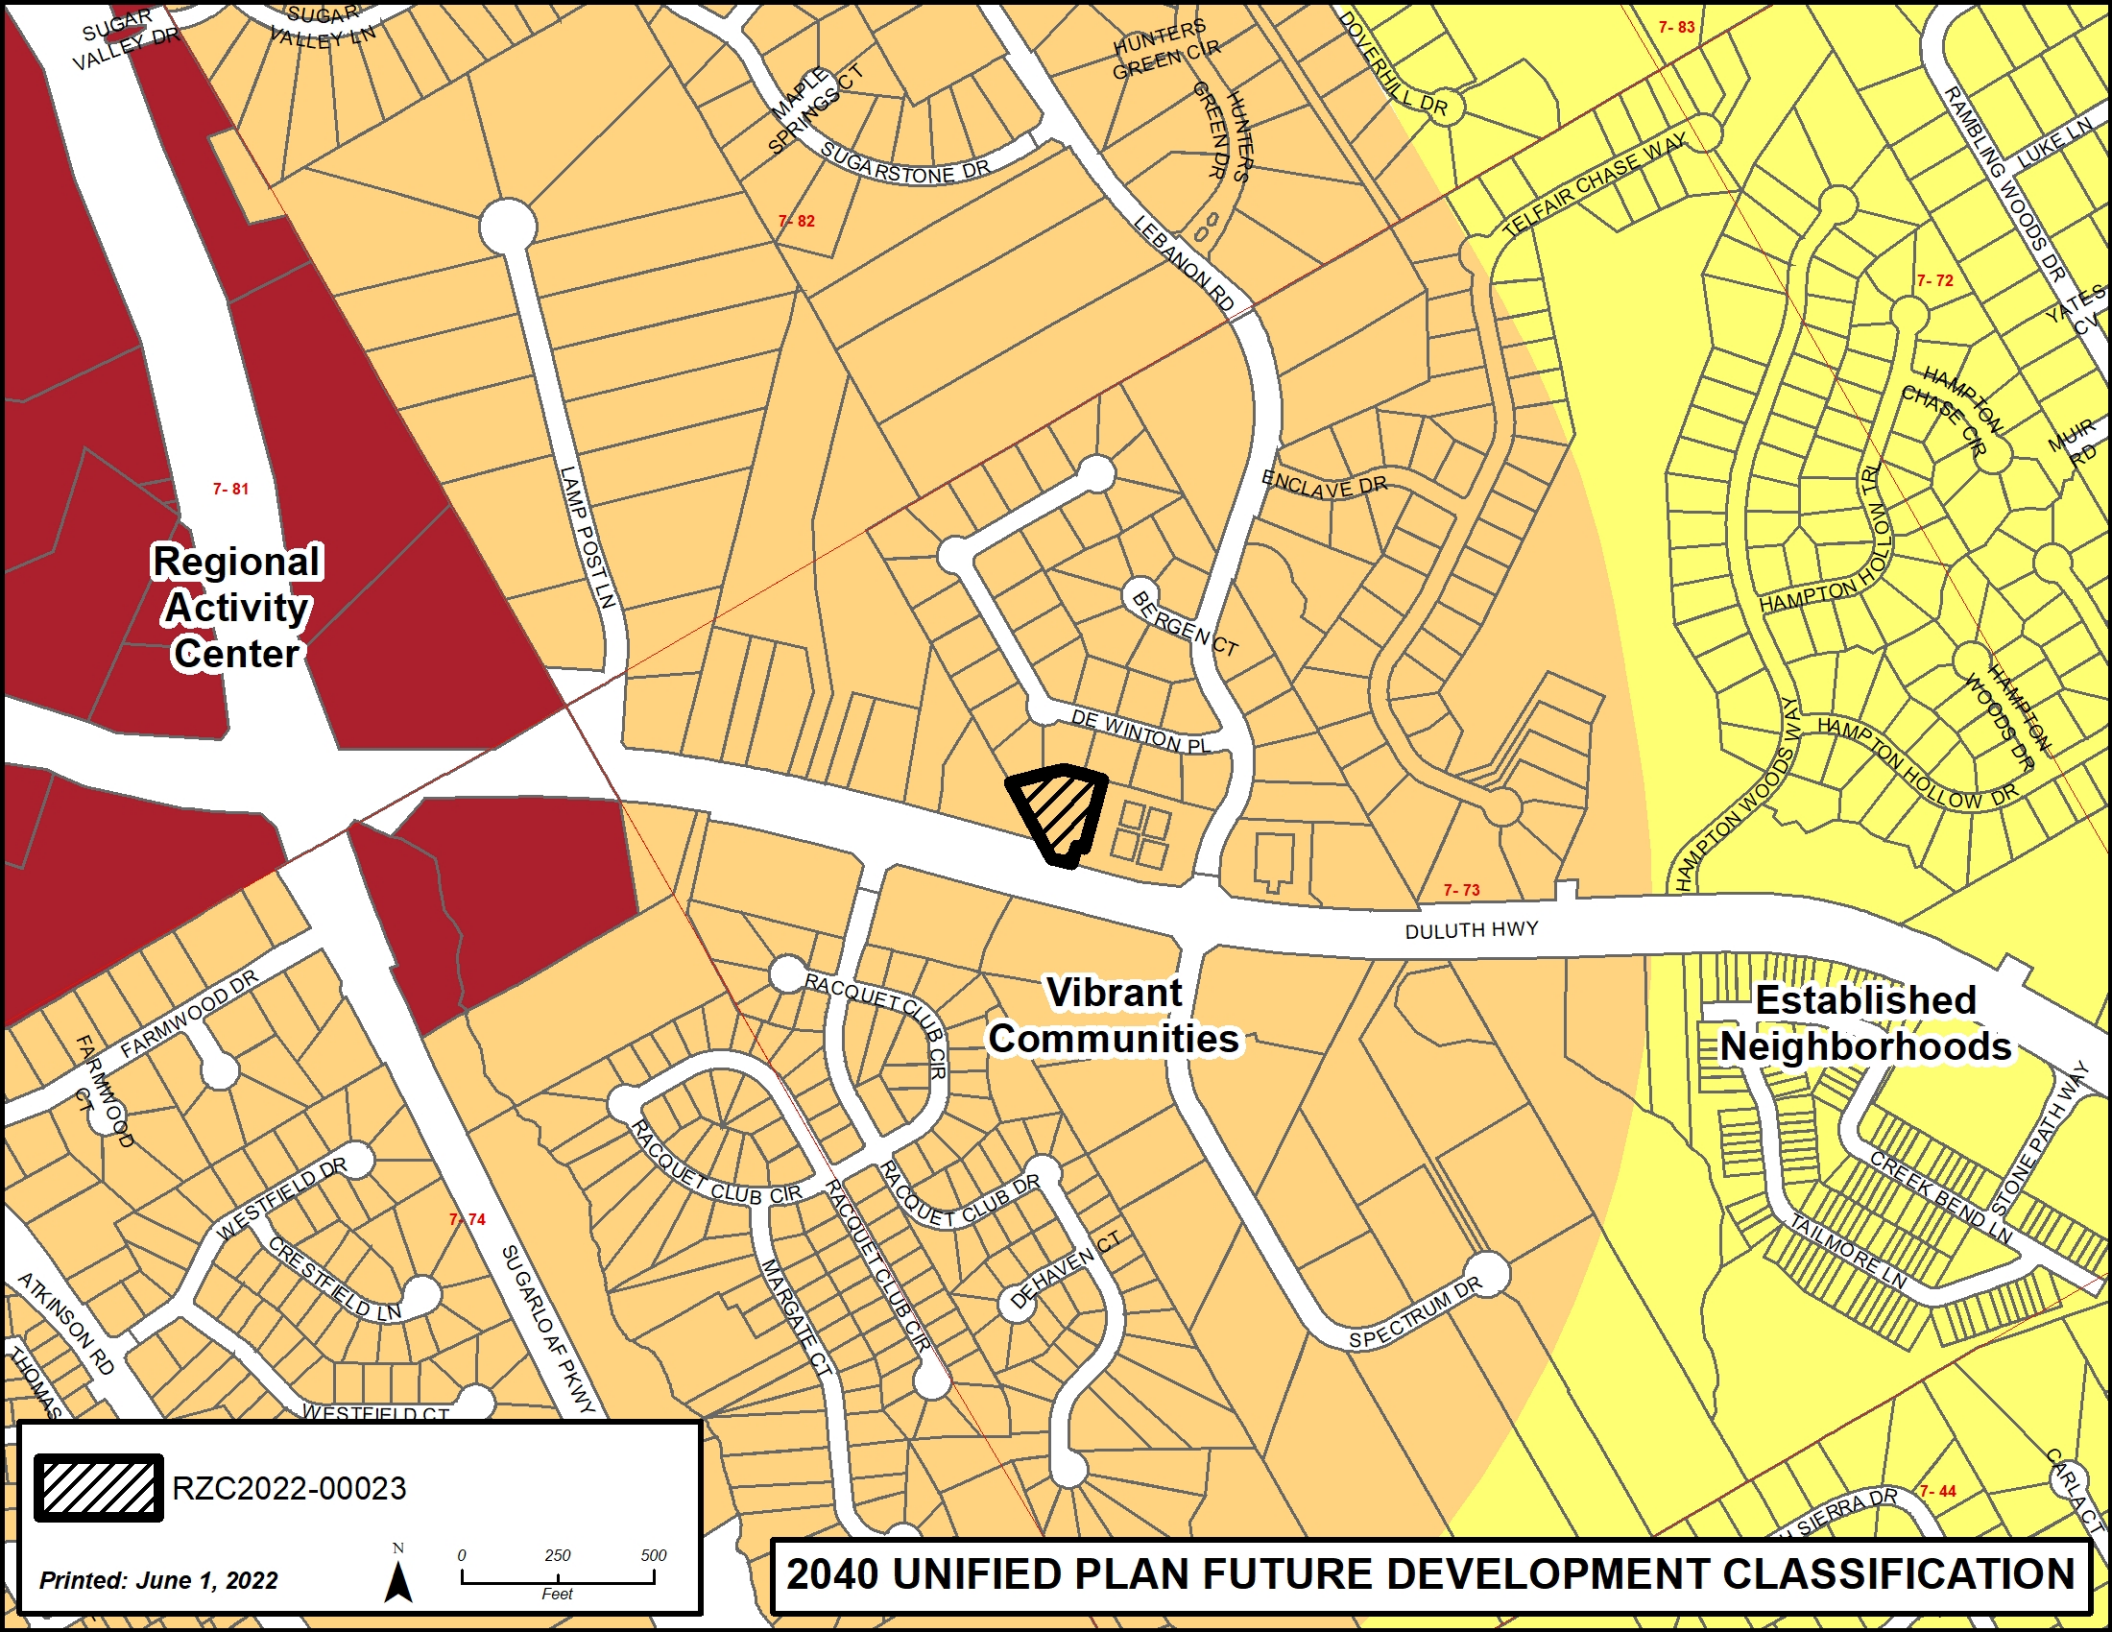 SUGAR
VALLEY DR
SUGAR
VALLEY LN
MAPLE
SPRINGS CT
SUGARSTONE DR
HUNTERS
GREEN CIR
HUNTERS
GREEN DR
DOVERHILL DR
7- 83
TELFAIR CHASE WAY
RAMBLING WOODS DR
LUKE LN
7- 82
LEBANON RD
7- 72
YATES
CV
HAMPTON
CHASE CIR
MUIR
RD
7- 81
LAMP POST LN
ENCLAVE DR
Regional
Activity
Center
BERGEN CT
HAMPTON HOLLOW TRL
HAMPTON
WOODS DR
DE WINTON PL
HAMPTON WOODS WAY
HAMPTON HOLLOW DR
7- 73
DULUTH HWY
FARMWOOD DR
FARMWOOD
CT
RACQUET CLUB CIR
Vibrant
Communities
Established
Neighborhoods
RACQUET CLUB CIR
RACQUET CLUB DR
RACQUET CLUB CIR
STONE PATH WAY
CREEK BEND LN
TAILMORE LN
WESTFIELD DR
7- 74
CRESTFIELD LN
SUGARLOAF PKWY
MARGATE CT
DEHAVEN CT
SPECTRUM DR
ATKINSON RD
THOMAS
WESTFIELD CT
CARLA CT
7- 44
SIERRA DR
RZC2022-00023
Printed: June 1, 2022
N
0 250 500
Feet
2040 UNIFIED PLAN FUTURE DEVELOPMENT CLASSIFICATION